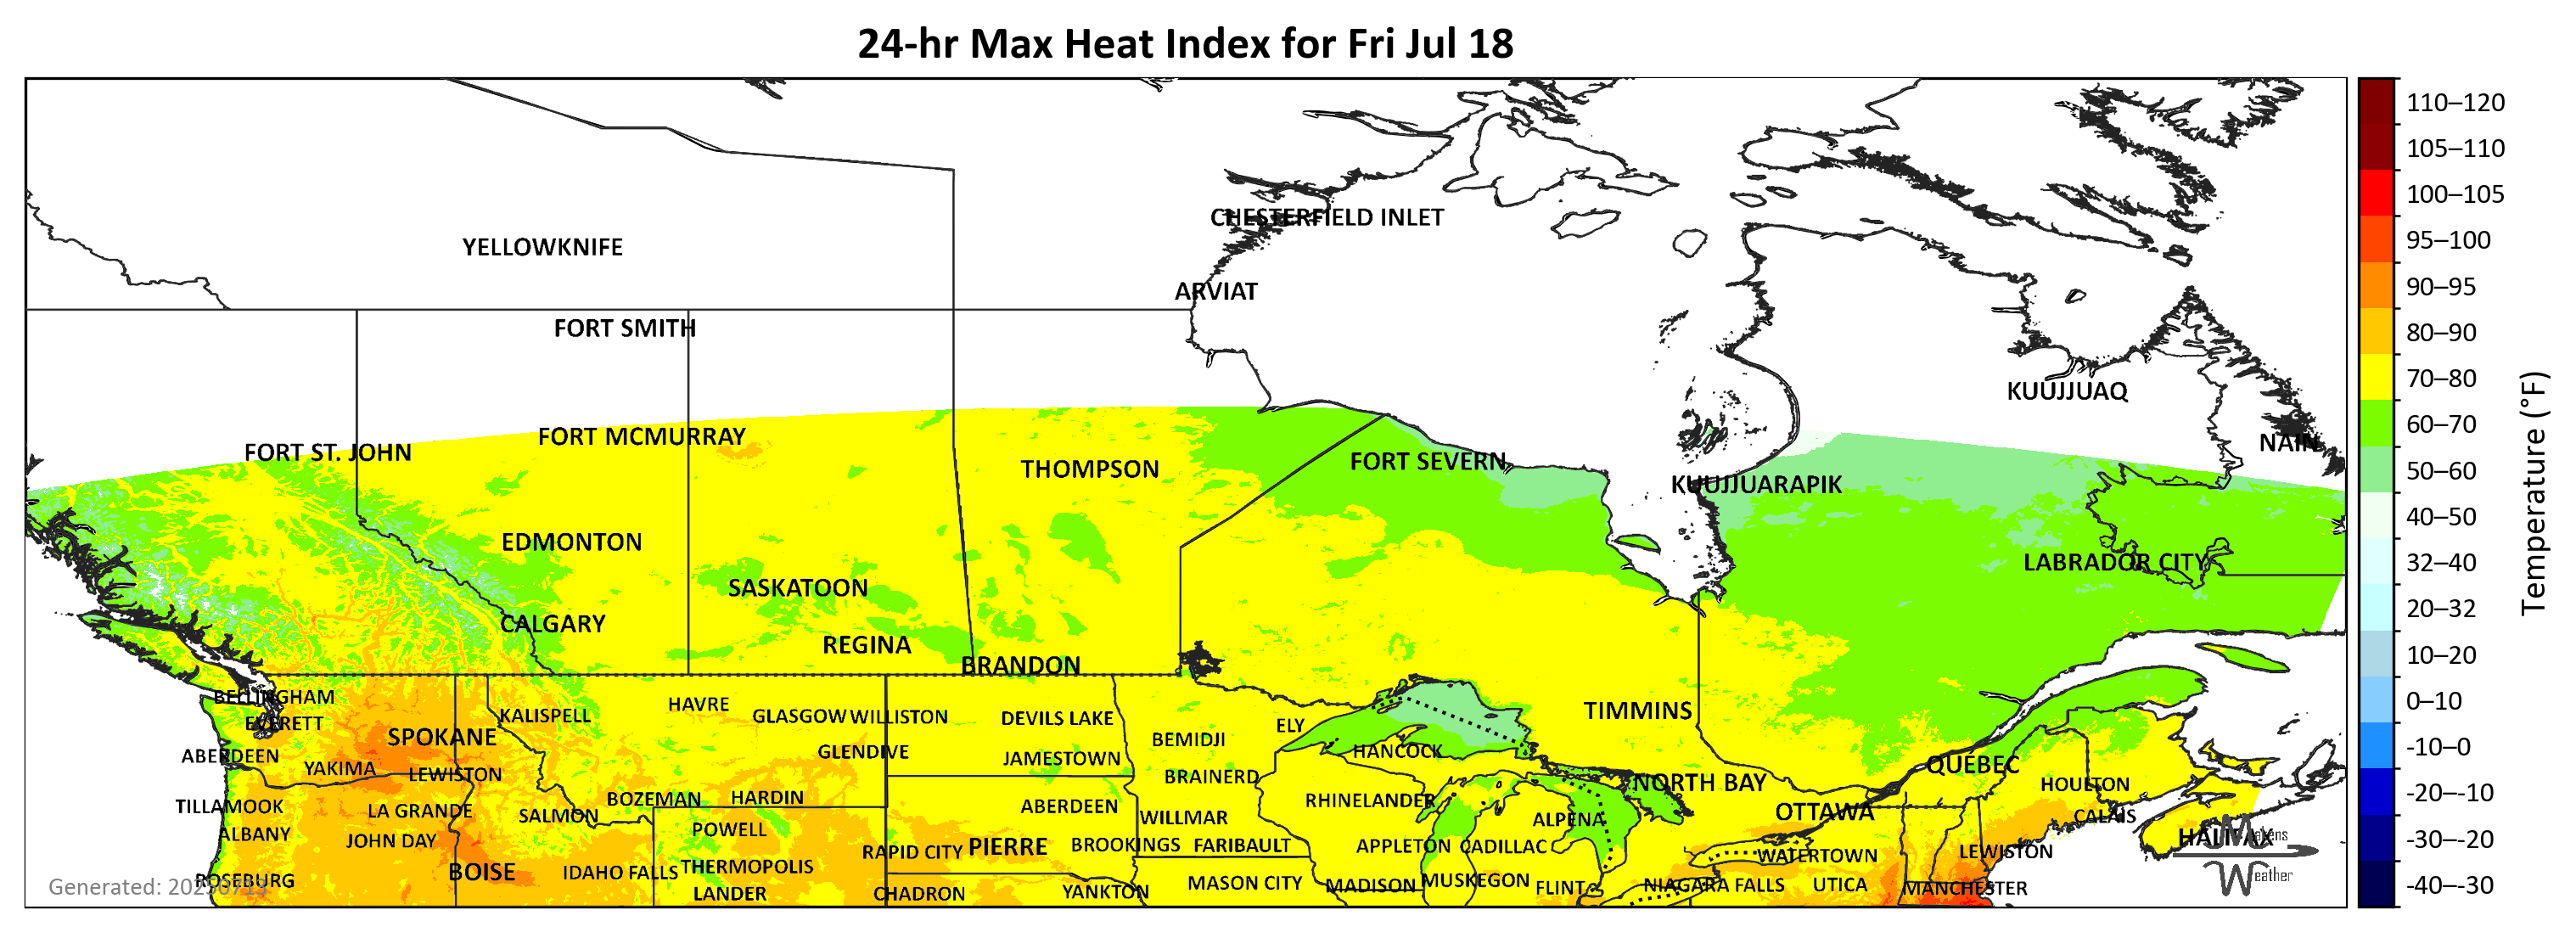 24-hr Max Heat Index for Fri Jul 18
CHESTERFIELD INLET
YELLOWKNIFE
ARVIAT
FORT SMITH
KUUJJUAQ
FORT MCMURRAY
NAIN
FORT ST. JOHN
FORT SEVERN
THOMPSON
KUUJJUARAPIK
EDMONTON
LABRADOR CITY
SASKATOON
CALGARY
REGINA
BRANDON
BELLINGHAM
HAVRE
TIMMINS
KALISPELL
GLASGOW WILLISTON
DEVILS LAKE
EVERETT
ELY
SPOKANE
BEMIDJI
GLENDIVE
HANCOCK
ABERDEEN
JAMESTOWN
QUÉBEC
YAKIMA
LEWISTON
BRAINERD
NORTH BAY
HOULTON
BOZEMAN
HARDIN
RHINELANDER
TILLAMOOK
ABERDEEN
LA GRANDE
OTTAWA
SALMON
WILLMAR
CALAIS
ALPENA
POWELL
ALBANY
HALIFAX
JOHN DAY
BROOKINGS
FARIBAULT
APPLETON
CADILLAC
PIERRE
RAPID CITY
LEWISTON
WATERTOWN
THERMOPOLIS
IDAHO FALLS
BOISE
ROSEBURG
MUSKEGON
MASON CITY
NIAGARA FALLS
UTICA
MADISON
FLINT
MANCHESTER
YANKTON
LANDER
CHADRON
Weather
110–120
105–110
100–105
95–100
90–95
80–90
70–80
60–70
50–60
40–50
32–40
20–32
10–20
0–10
-10–0
-20–-10
-30–-20
-40–-30
Temperature (°F)